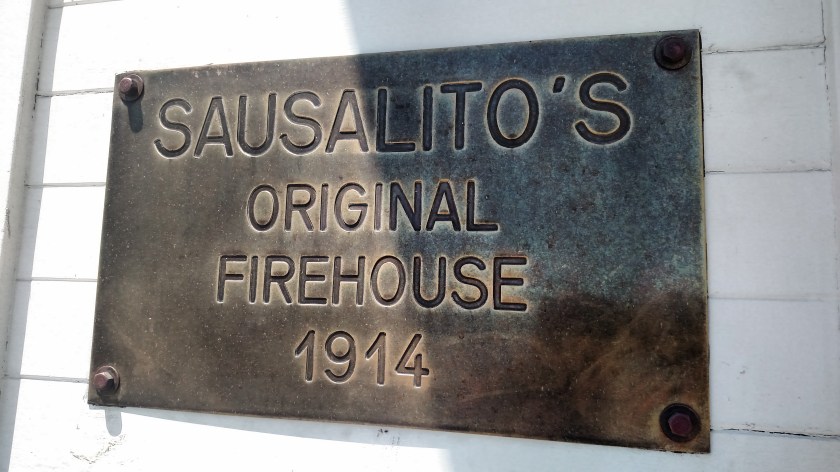 SAUSALITO'S
ORIGINAL
FIREHOUSE
1914